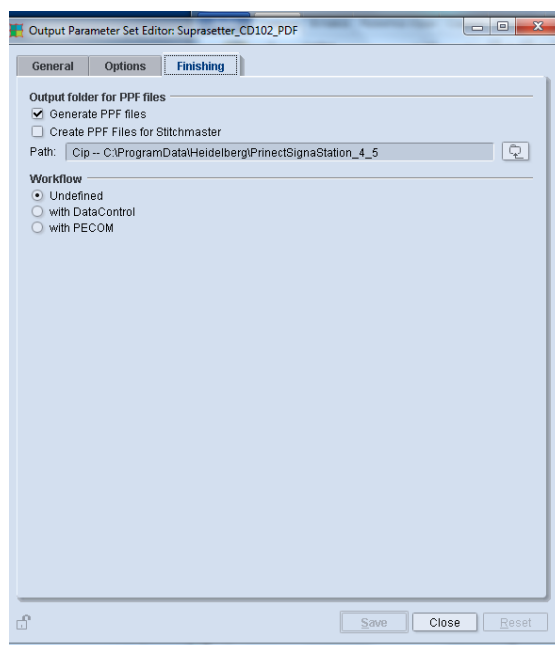 Output Parameter Set Editor: Suprasetter_CD102_PDF
General Options Finishing
Output folder for PPF files
Generate PPF files
Create PPF Files for Stitchmaster
Path: Cip -- C:\ProgramData\Heidelberg\PrinectSignaStation_4_5
Workflow
Undefined
with DataControl
with PECOM
Save Close Reset